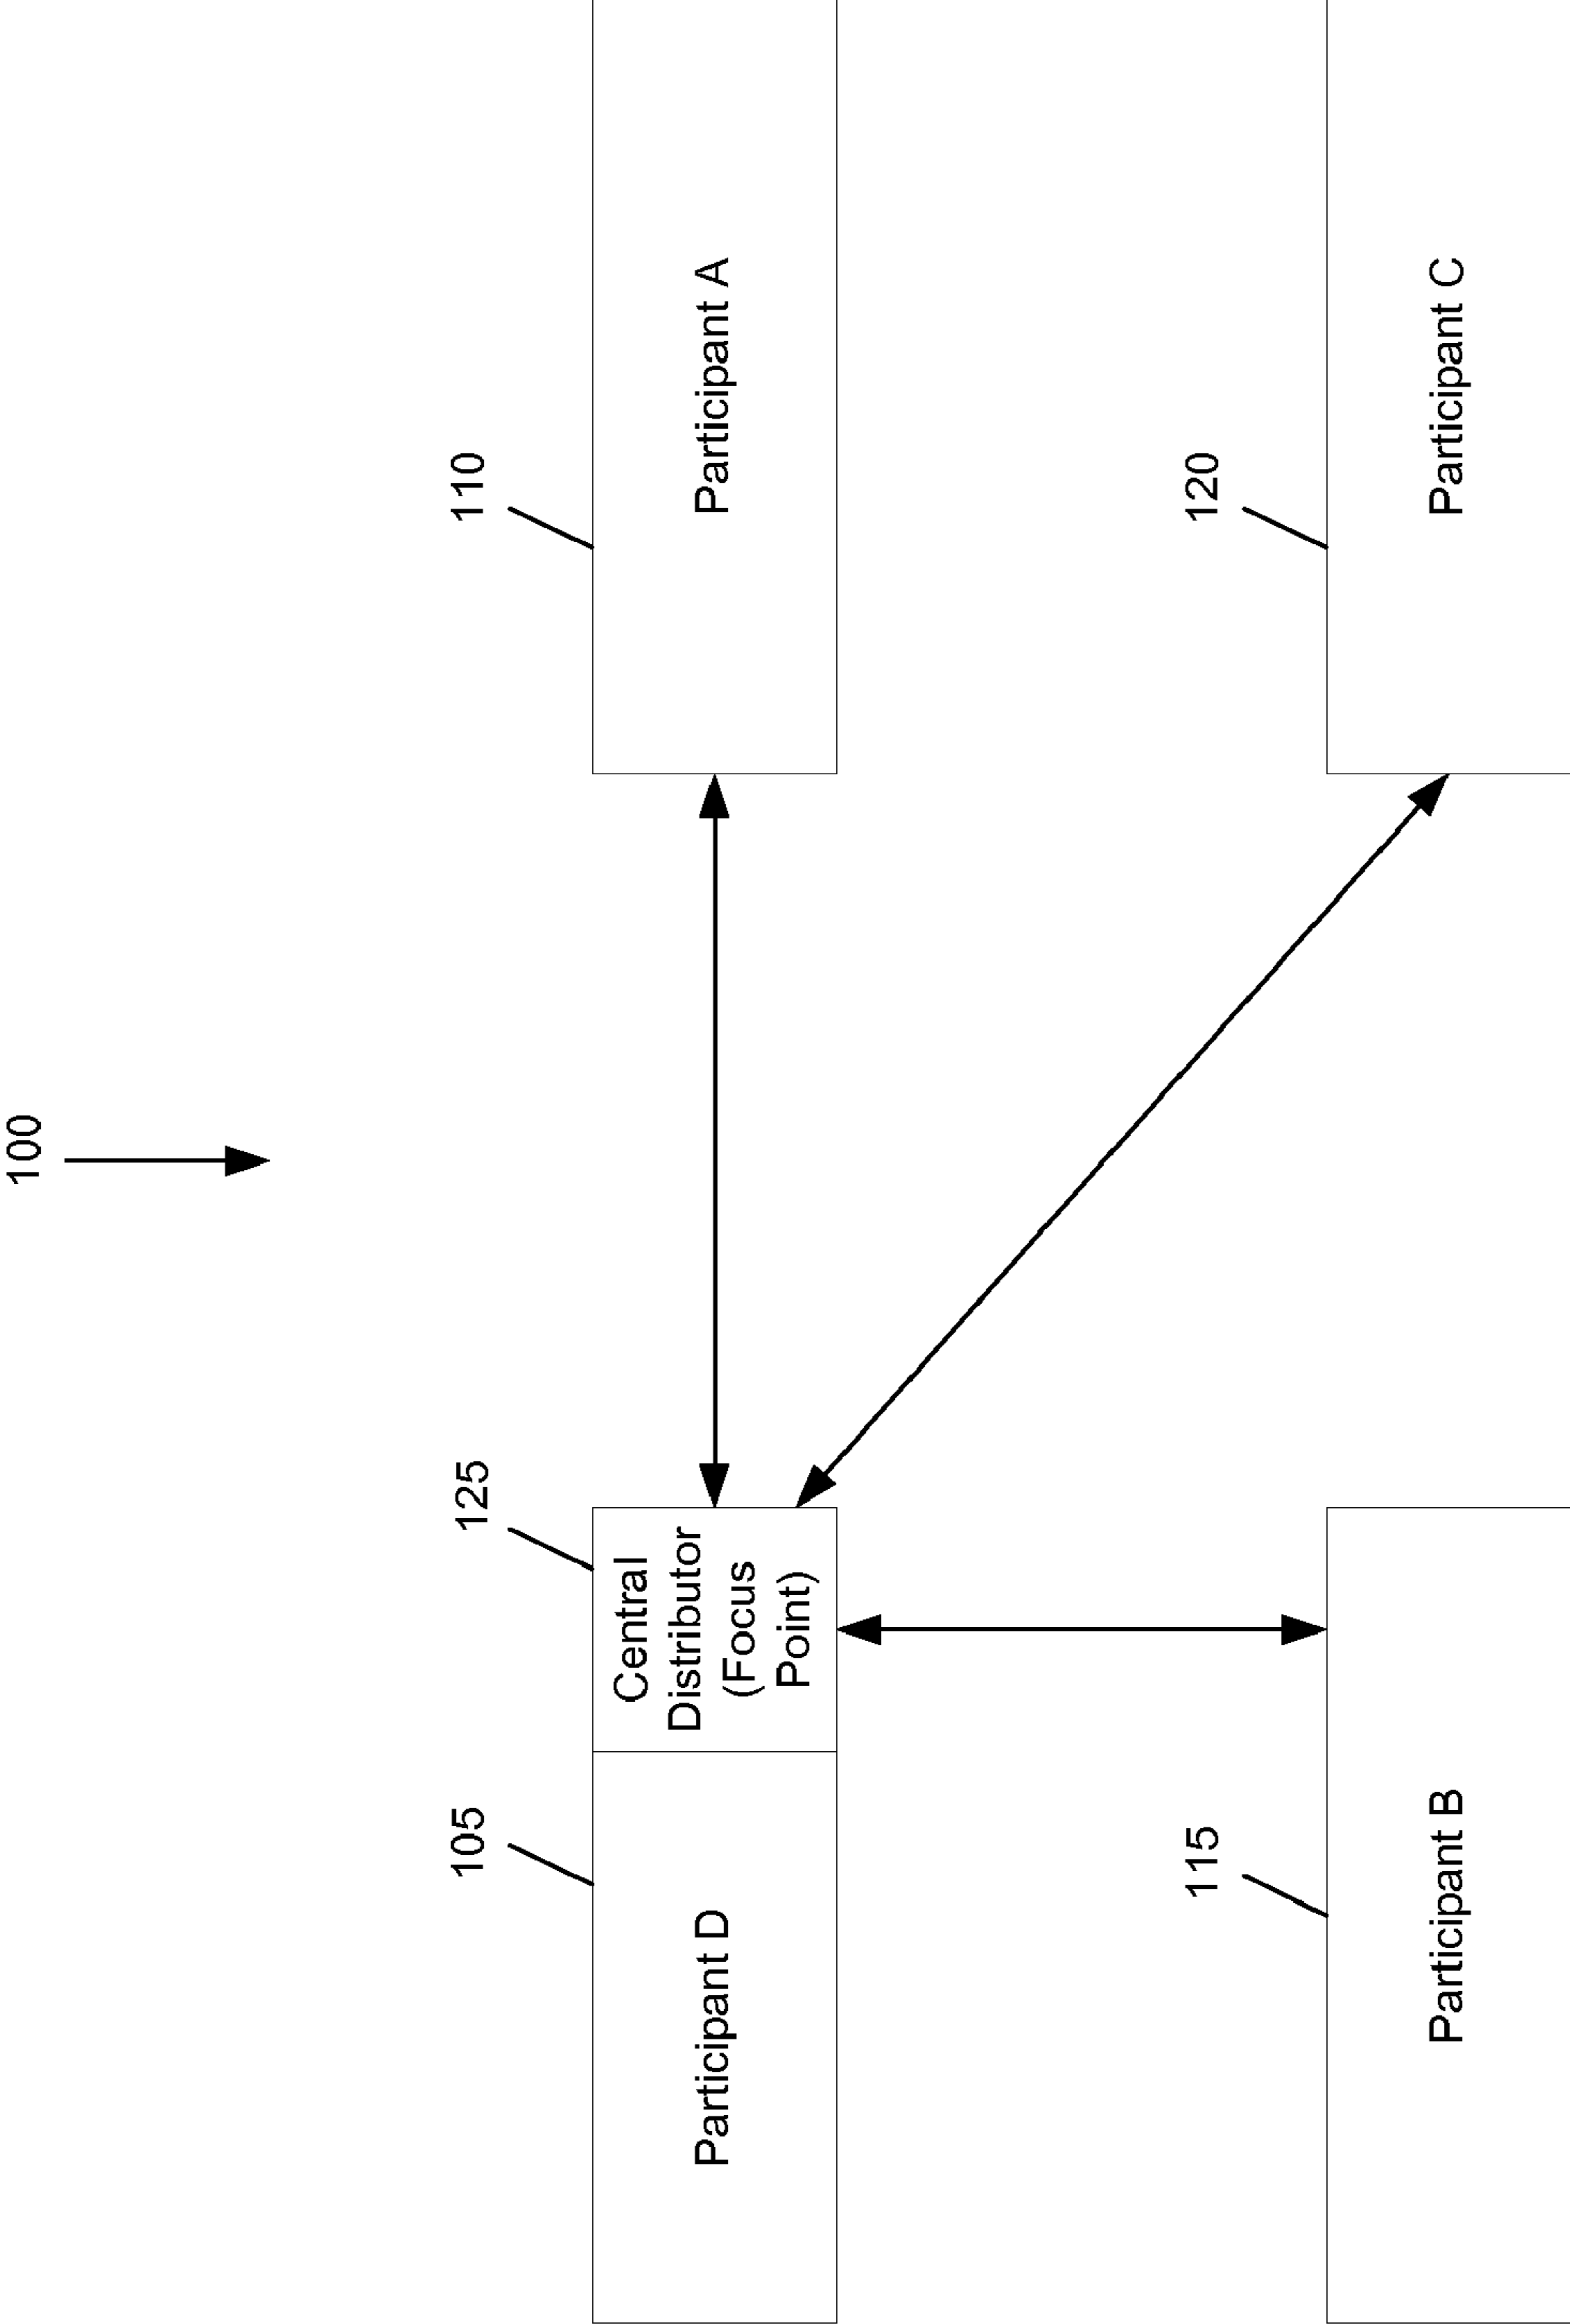 100
105
125
110
Participant D
Central
Distributor
(Focus
Point)
Participant A
115
120
Participant B
Participant C